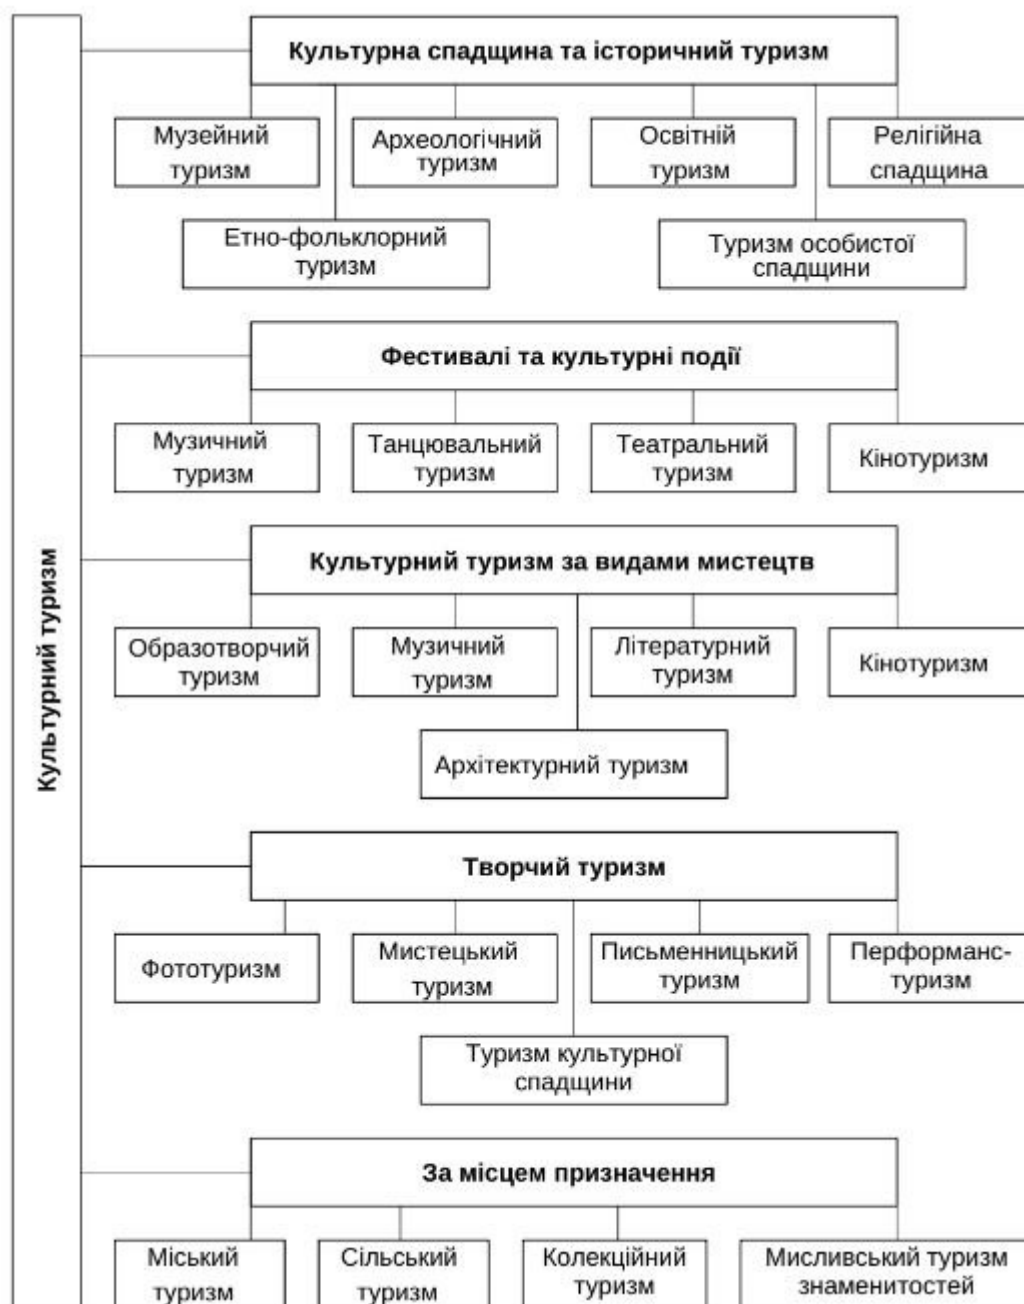 Культурний туризм
Культурна спадщина та історичний туризм
Музейний
туризм
Археологічний
туризм
Освітній
туризм
Релігійна
спадщина
Етно-фольклорний
туризм
Туризм особистої
спадщини
Фестивалі та культурні події
Музичний
туризм
Танцювальний
туризм
Театральний
туризм
Кінотуризм
Культурний туризм за видами мистецтв
Образотворчий
туризм
Музичний
туризм
Літературний
туризм
Кінотуризм
Архітектурний туризм
Творчий туризм
Фототуризм
Мистецький
туризм
Письменницький
туризм
Перформанс-
туризм
Туризм культурної
спадщини
За місцем призначення
Міський
туризм
Сільський
туризм
Колекційний
туризм
Мисливський туризм
знаменитостей